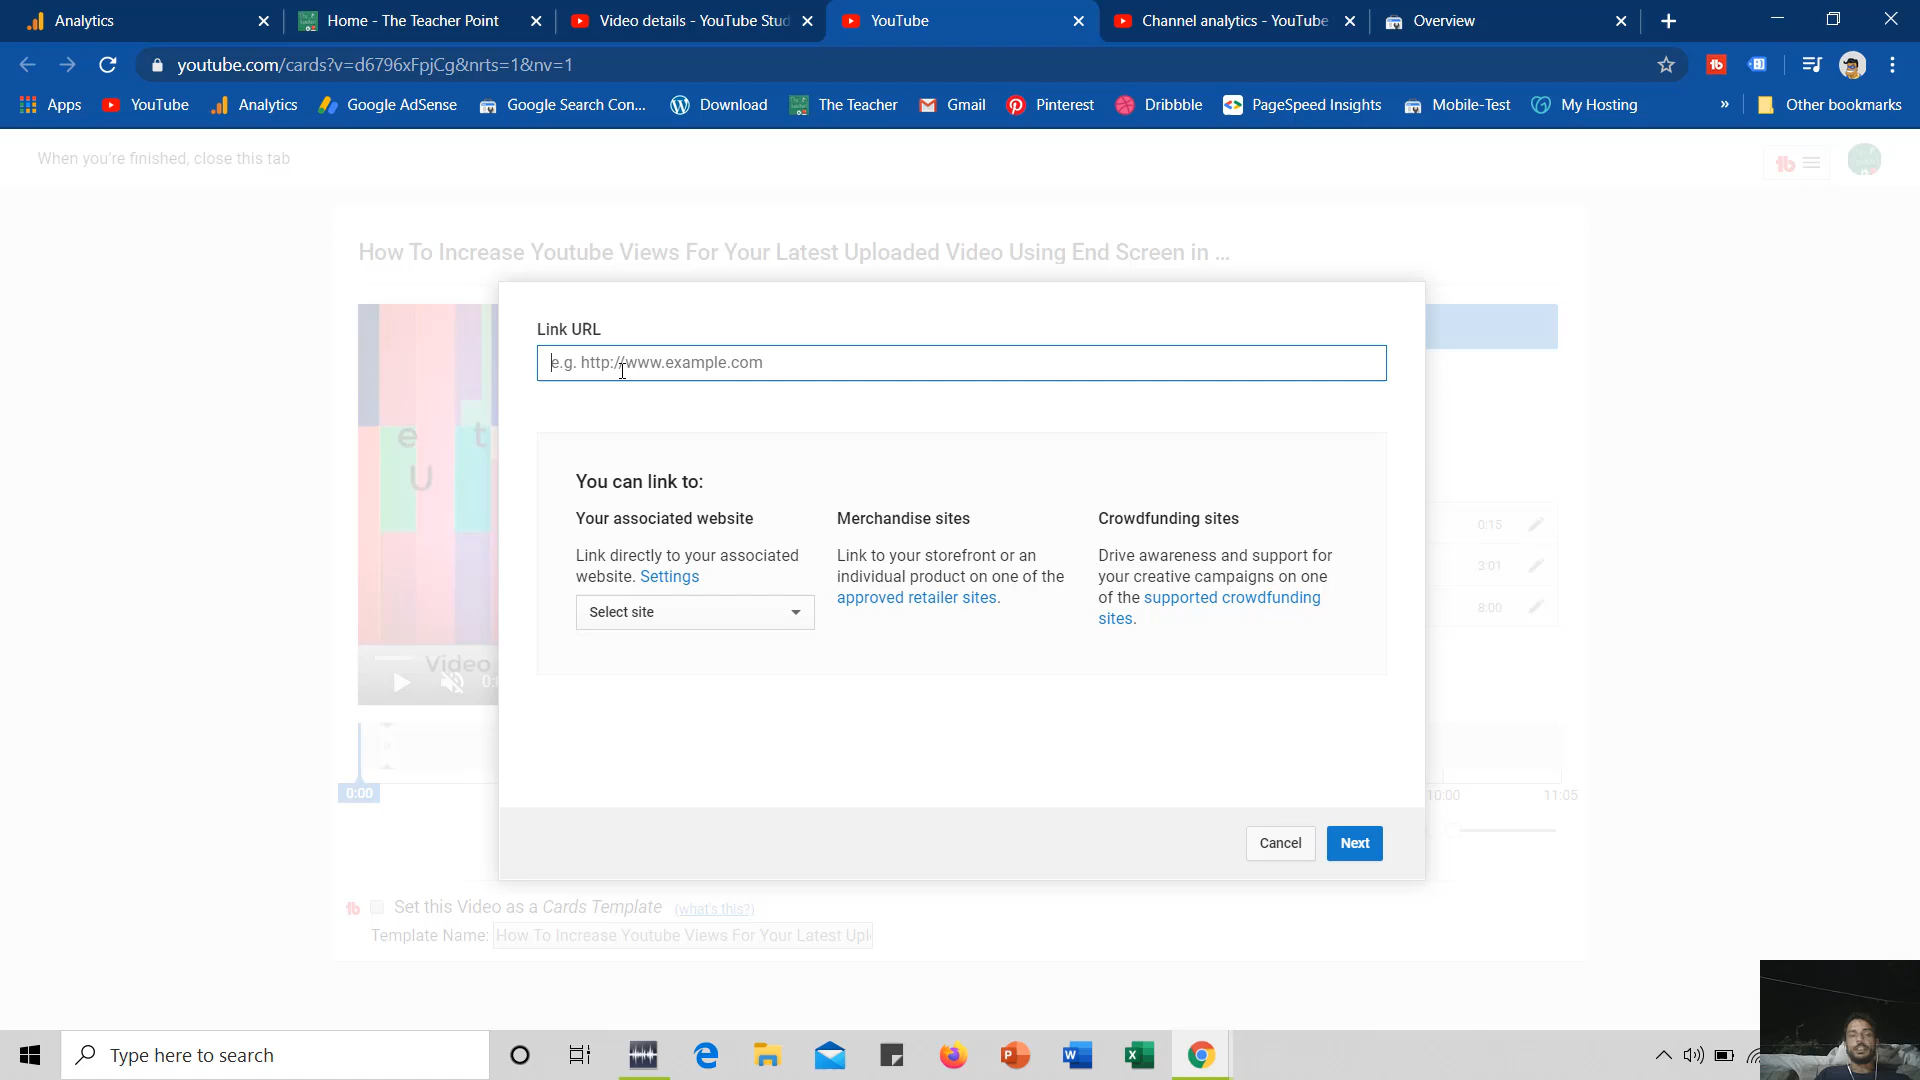 Analytics
Home - The Teacher Point
Video details - YouTube Stud
YouTube
Channel analytics - YouTube
Overview
youtube.com/cards?v=d6796xFpjCg&nrts=1&nv=1
Apps
YouTube
Analytics
Google AdSense
Google Search Con...
Download
The Teacher
Gmail
Pinterest
Dribbble
PageSpeed Insights
Mobile-Test
My Hosting
»
Other bookmarks
When you're finished, close this tab
How To Increase Youtube Views For Your Latest Uploaded Video Using End Screen in ...
Link URL
e.g. http://www.example.com
You can link to:
Your associated website
Link directly to your associated
website. Settings
Select site
Merchandise sites
Link to your storefront or an
individual product on one of the
approved retailer sites.
Crowdfunding sites
Drive awareness and support for
your creative campaigns on one
of the supported crowdfunding
sites.
e t
U
Video
0:15
3:01
8:00
0:00
10:00
11:05
Cancel
Next
Set this Video as a Cards Template (what's this?)
Template Name: How To Increase Youtube Views For Your Latest Upl
Type here to search